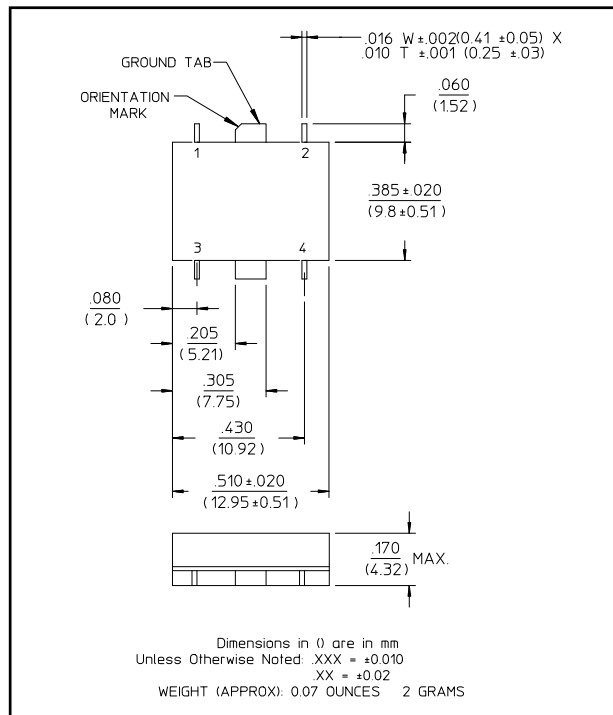 .016 W ±.002(0.41 ±0.05) X
.010 T ±.001 (0.25 ±.03)
GROUND TAB
ORIENTATION
MARK
.060
(1.52)
1
2
.385±.020
(9.8±0.51)
3
4
.080
( 2.0 )
.205
(5.21)
.305
(7.75)
.430
(10.92)
.510±.020
(12.95±0.51)
.170
(4.32)
MAX.
Dimensions in () are in mm
Unless Otherwise Noted: .XXX = ±0.010
.XX = ±0.02
WEIGHT (APPROX): 0.07 OUNCES 2 GRAMS